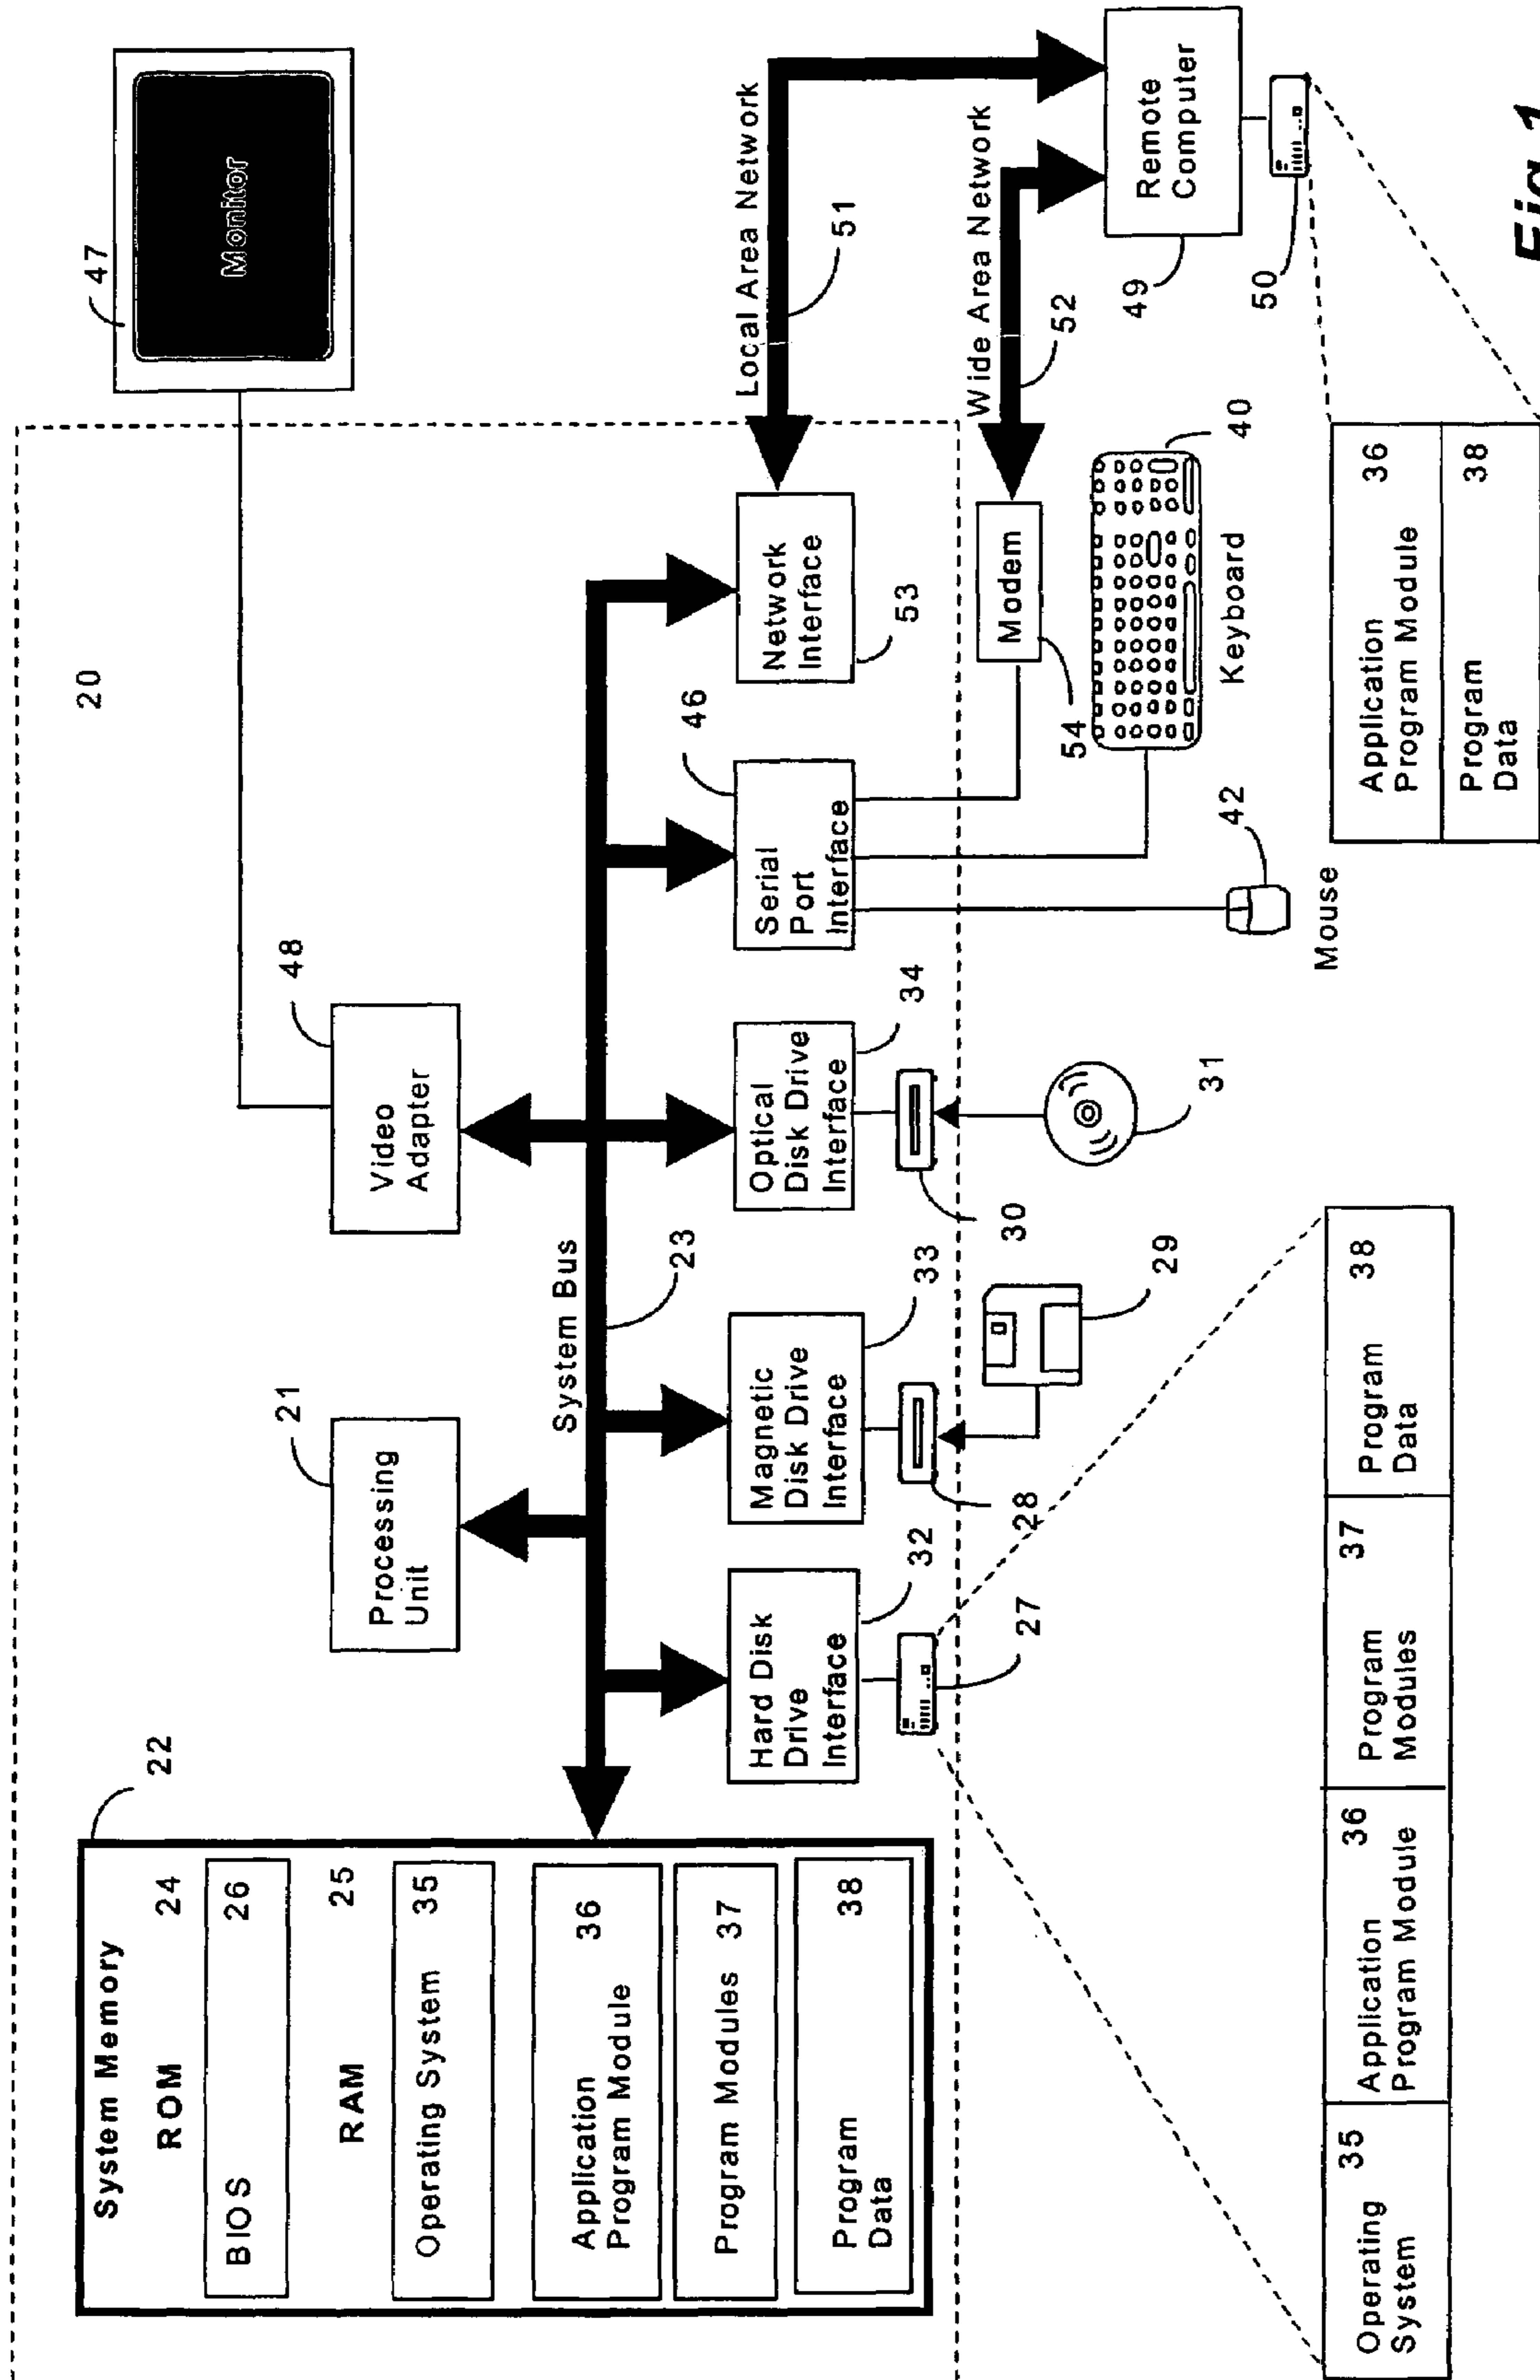 20
47
Monitor
System Memory
ROM 24
BIOS 26
RAM 25
Operating System 35
Application
Program Module
36
Program Modules 37
Program
Data
38
22
Processing
Unit
21
Video
Adapter
48
System Bus
23
Hard Disk
Drive
Interface
32
Magnetic
Disk Drive
Interface
33
Optical
Disk Drive
Interface
34
Serial
Port
Interface
46
Network
Interface
53
Local Area Network
51
Wide Area Network
52
Modem
54
27
28
29
30
31
Mouse
42
Keyboard
40
Remote
Computer
49
50
Operating
System
35
Application
Program Module
36
Program
Modules
37
Program
Data
38
Application
Program Module
36
Program
Data
38
Fig. 1